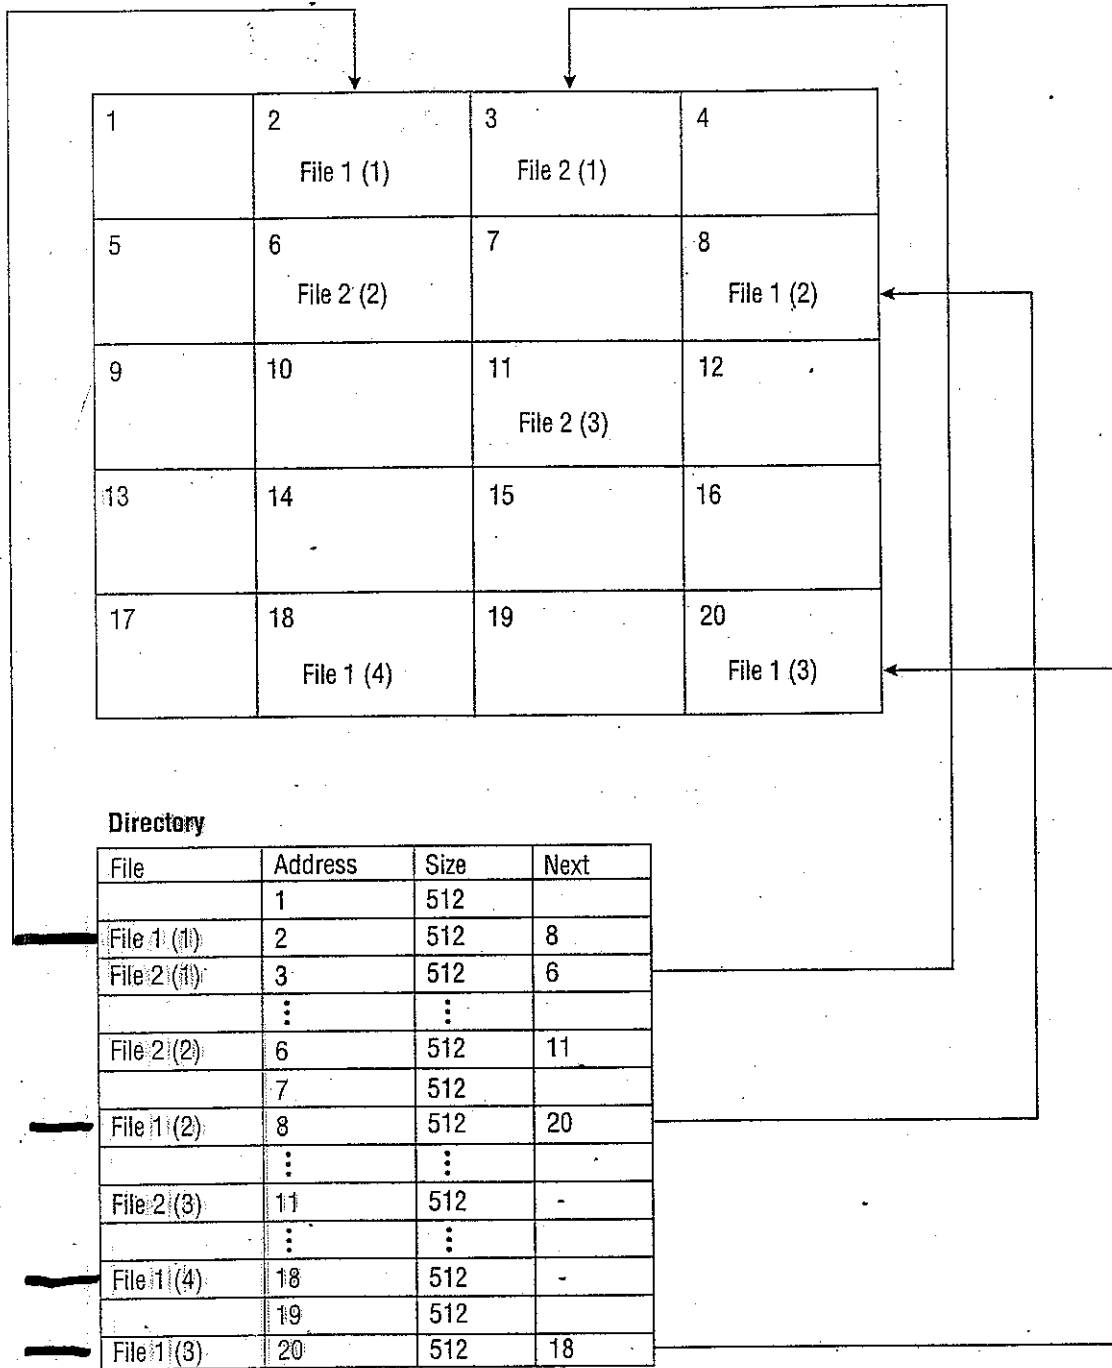 1 2 3 4
File 1 (1) File 2 (1)
5 6 7 8
File 2 (2) File 1 (2)
9 10 11 12
File 2 (3)
13 14 15 16
17 18 19 20
File 1 (4) File 1 (3)
Directory
File Address Size Next
1 512
File 1 (1) 2 512 8
File 2 (1) 3 512 6
⋮ ⋮
File 2 (2) 6 512 11
7 512
File 1 (2) 8 512 20
⋮ ⋮
File 2 (3) 11 512 -
⋮ ⋮
File 1 (4) 18 512 -
19 512
File 1 (3) 20 512 18